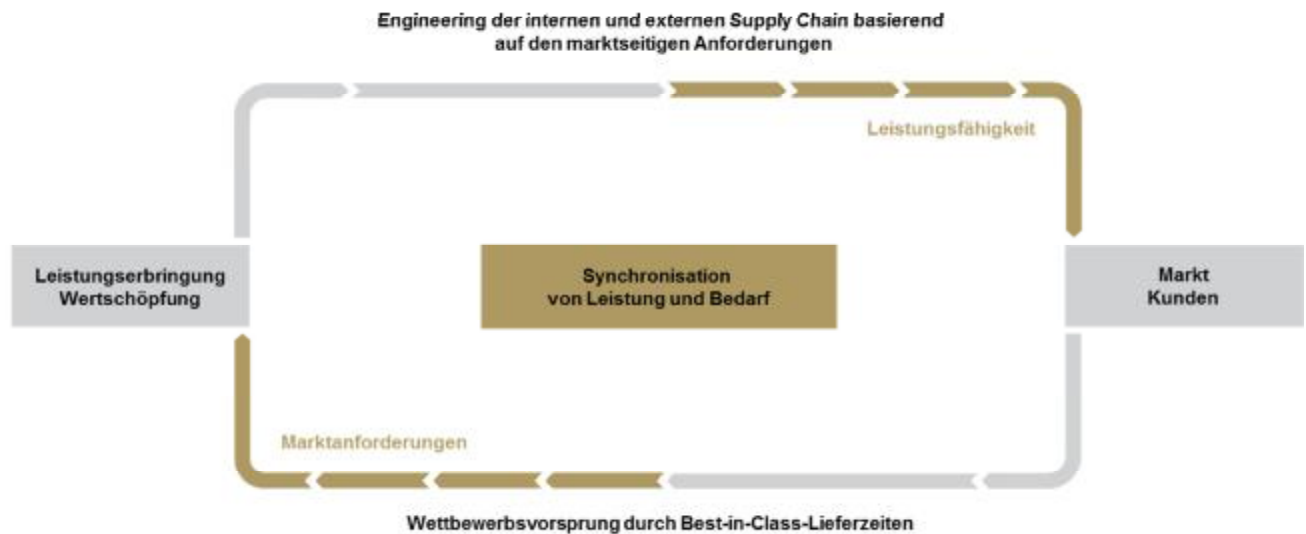 Engineering der internen und externen Supply Chain basierend
auf den marktseitigen Anforderungen
Leistungsfähigkeit
Leistungserbringung
Wertschöpfung
Synchronisation
von Leistung und Bedarf
Markt
Kunden
Marktanforderungen
Wettbewerbsvorsprung durch Best-in-Class-Lieferzeiten